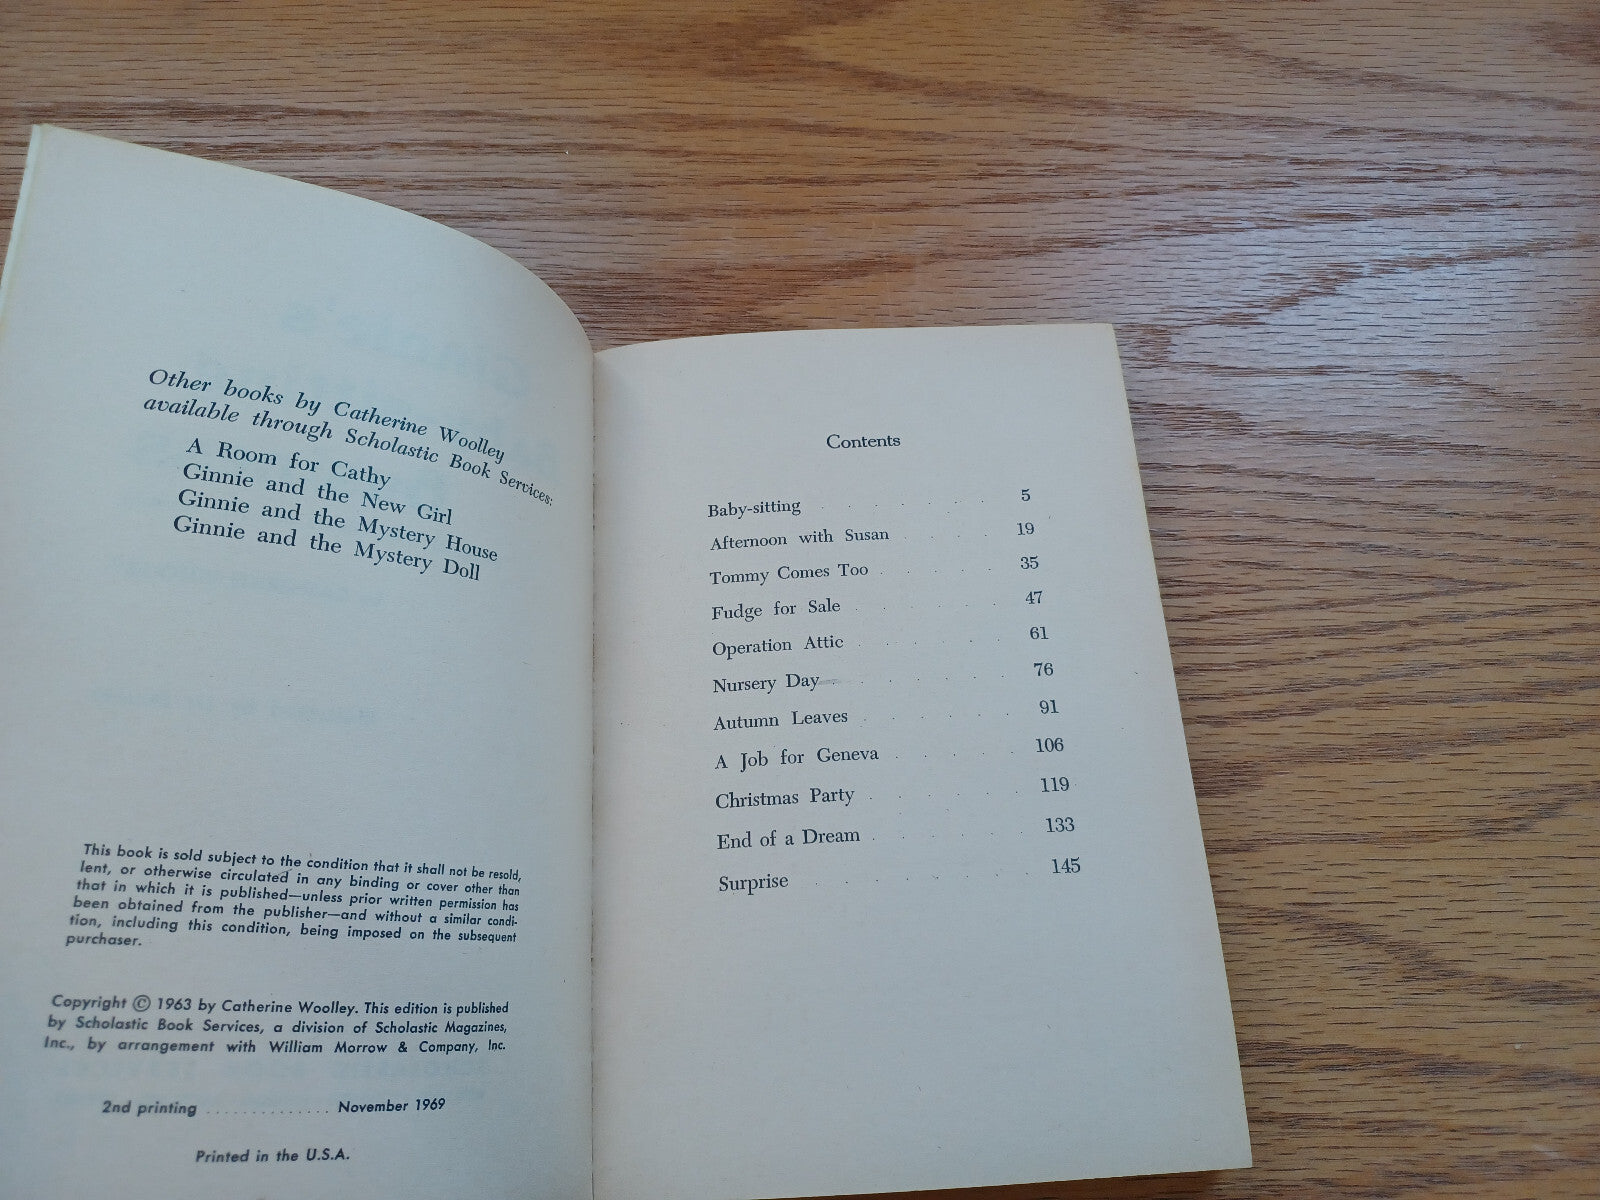 Other books by Catherine Woolley
available through Scholastic Book Services:
A Room for Cathy
Ginnie and the New Girl
Ginnie and the Mystery House
Ginnie and the Mystery Doll
This book is sold subject to the condition that it shall not be resold,
lent, or otherwise circulated in any binding or cover other than
that in which it is published—unless prior written permission has
been obtained from the publisher—and without a similar condi-
tion, including this condition, being imposed on the subsequent
purchaser.
Copyright © 1963 by Catherine Woolley. This edition is published
by Scholastic Book Services, a division of Scholastic Magazines,
Inc., by arrangement with William Morrow & Company, Inc.
2nd printing .............. November 1969
Printed in the U.S.A.
Contents
Baby-sitting . . . . . . 5
Afternoon with Susan . . . . 19
Tommy Comes Too . . . . . 35
Fudge for Sale . . . . . . 47
Operation Attic . . . . . . 61
Nursery Day . . . . . . 76
Autumn Leaves . . . . . . 91
A Job for Geneva . . . . . 106
Christmas Party . . . . . . 119
End of a Dream . . . . . . 133
Surprise . . . . . . . 145